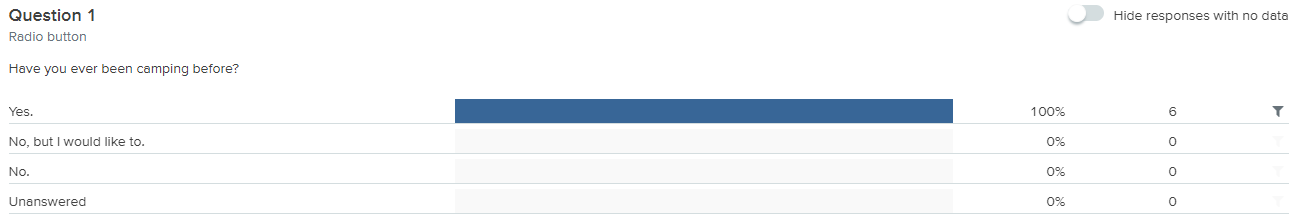 Question 1
Hide responses with no data
Radio button
Have you ever been camping before?
Yes. 100% 6
No, but I would like to. 0% 0
No. 0% 0
Unanswered 0% 0